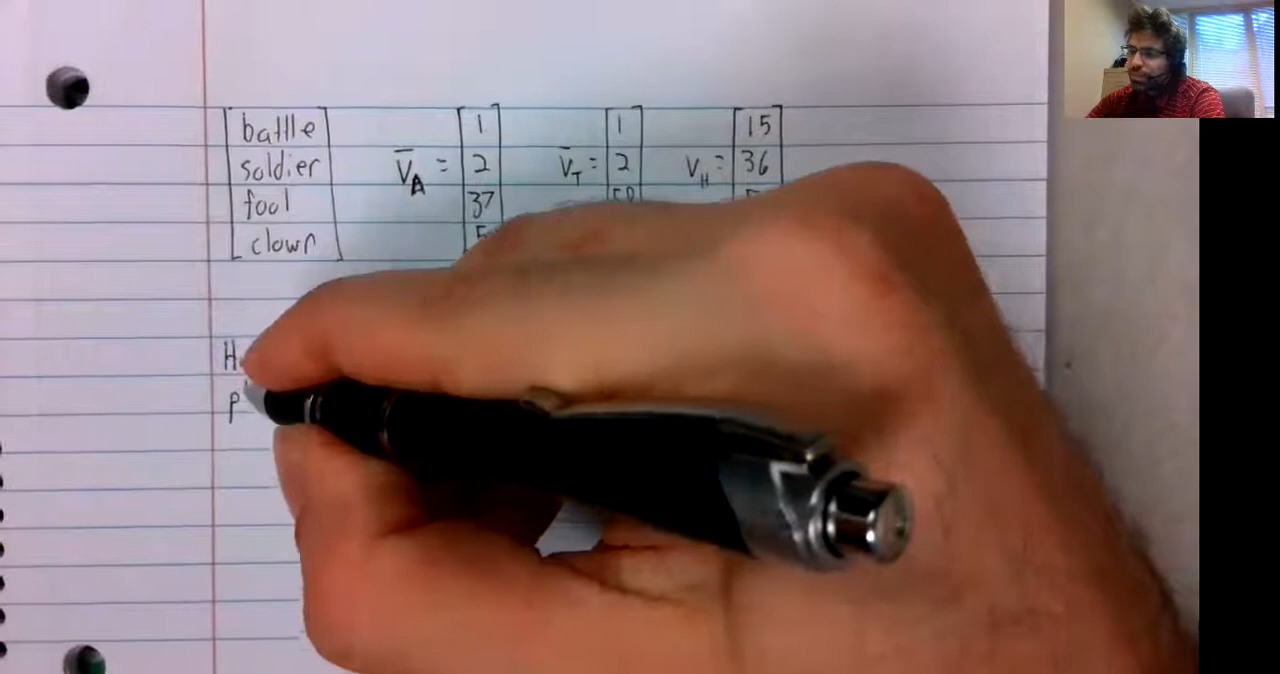 battle 1 1 15
soldier V̄A = 2 V̄T = 2 VH = 36
fool 37
clown
H
p